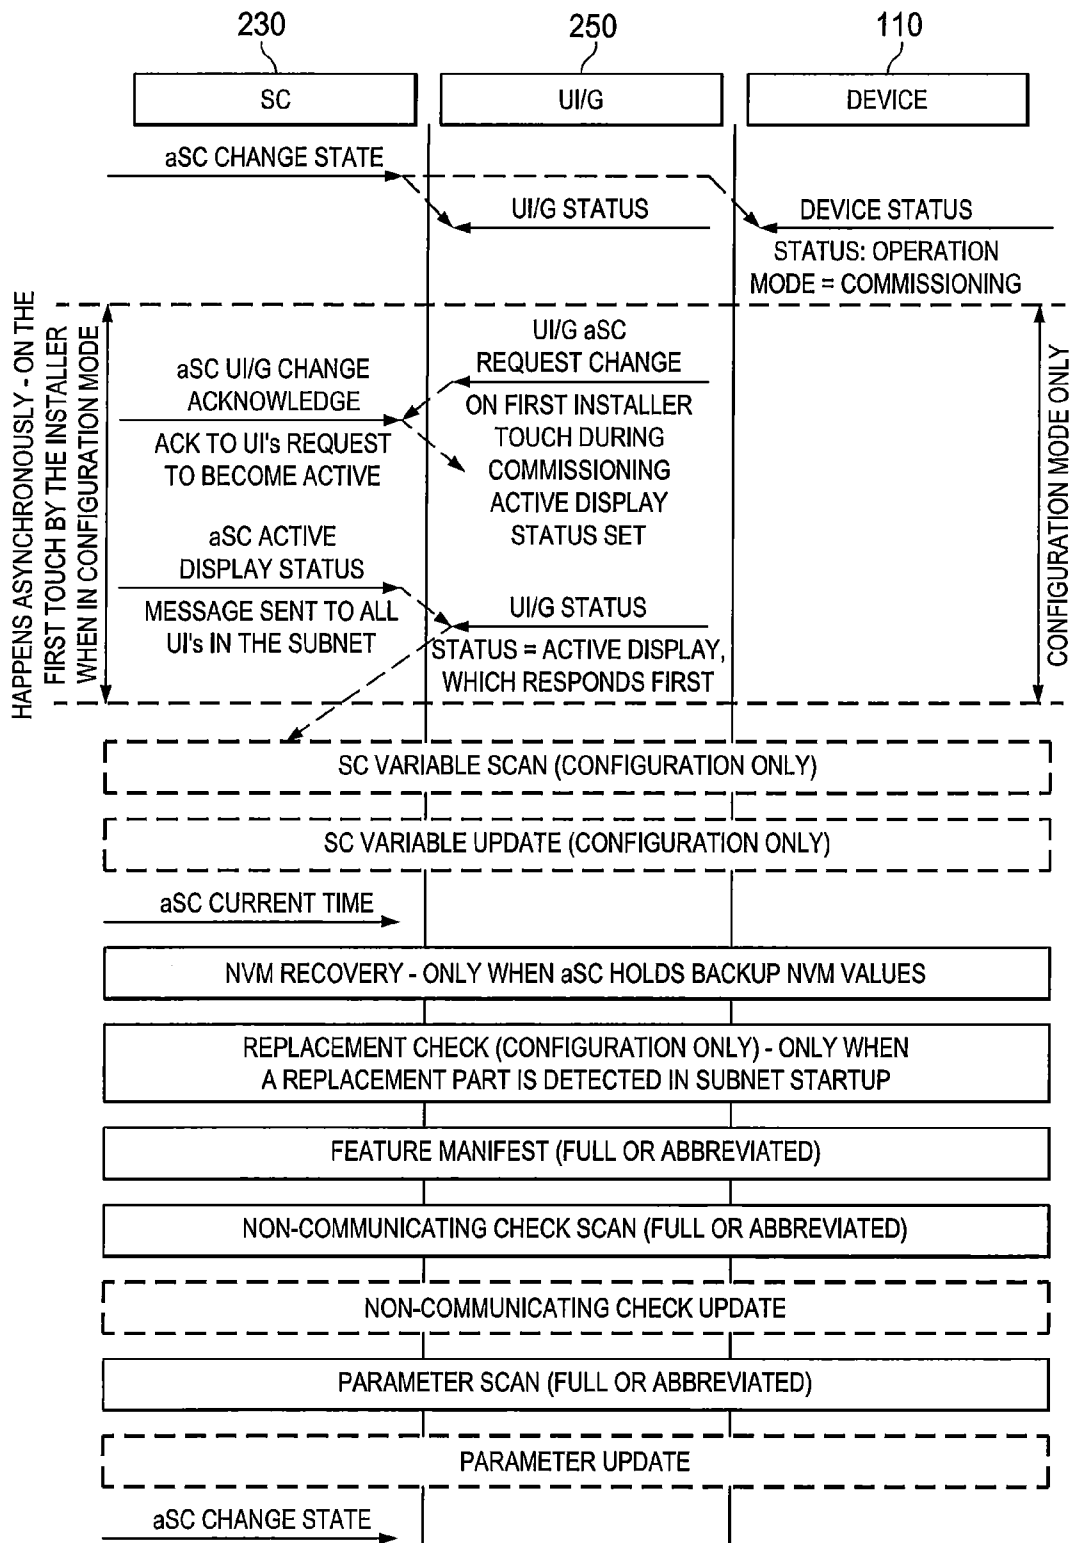 230
250
110
SC
UI/G
DEVICE
aSC CHANGE STATE
UI/G STATUS
DEVICE STATUS
STATUS: OPERATION
MODE = COMMISSIONING
HAPPENS ASYNCHRONOUSLY - ON THE
FIRST TOUCH BY THE INSTALLER
WHEN IN CONFIGURATION MODE
UI/G aSC
REQUEST CHANGE
ON FIRST INSTALLER
TOUCH DURING
COMMISSIONING
ACTIVE DISPLAY
STATUS SET
aSC UI/G CHANGE
ACKNOWLEDGE
ACK TO UI's REQUEST
TO BECOME ACTIVE
aSC ACTIVE
DISPLAY STATUS
MESSAGE SENT TO ALL
UI's IN THE SUBNET
UI/G STATUS
STATUS = ACTIVE DISPLAY,
WHICH RESPONDS FIRST
CONFIGURATION MODE ONLY
SC VARIABLE SCAN (CONFIGURATION ONLY)
SC VARIABLE UPDATE (CONFIGURATION ONLY)
aSC CURRENT TIME
NVM RECOVERY - ONLY WHEN aSC HOLDS BACKUP NVM VALUES
REPLACEMENT CHECK (CONFIGURATION ONLY) - ONLY WHEN
A REPLACEMENT PART IS DETECTED IN SUBNET STARTUP
FEATURE MANIFEST (FULL OR ABBREVIATED)
NON-COMMUNICATING CHECK SCAN (FULL OR ABBREVIATED)
NON-COMMUNICATING CHECK UPDATE
PARAMETER SCAN (FULL OR ABBREVIATED)
PARAMETER UPDATE
aSC CHANGE STATE